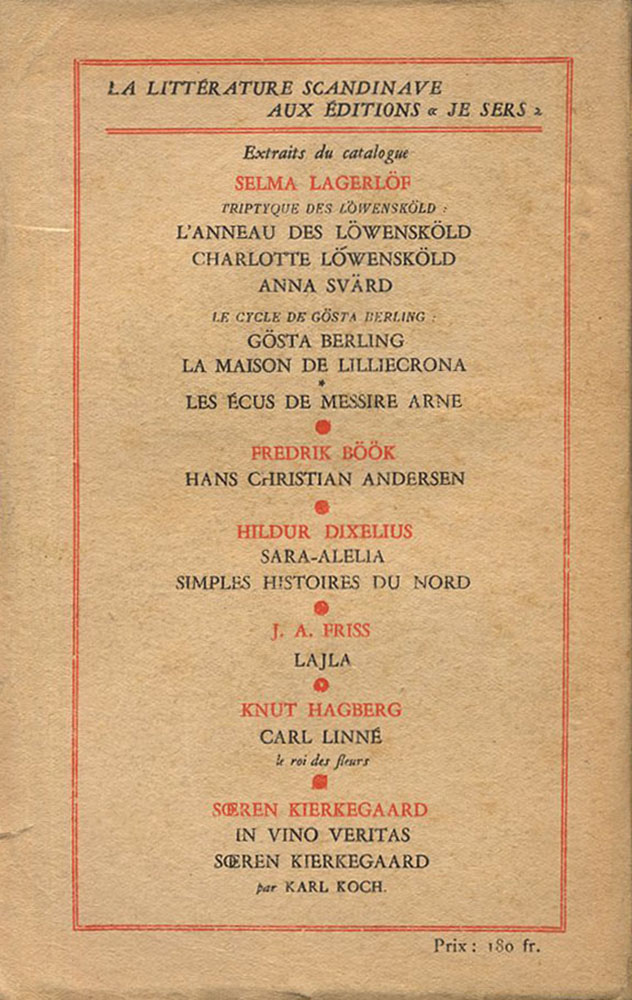 LA LITTÉRATURE SCANDINAVE
AUX ÉDITIONS « JE SERS »
Extraits du catalogue
SELMA LAGERLÖF
TRIPTYQUE DES LÖWENSKÖLD :
L'ANNEAU DES LÖWENSKÖLD
CHARLOTTE LÖWENSKÖLD
ANNA SVÄRD
LE CYCLE DE GÖSTA BERLING :
GÖSTA BERLING
LA MAISON DE LILLIECRONA
*
LES ÉCUS DE MESSIRE ARNE
FREDRIK BÖÖK
HANS CHRISTIAN ANDERSEN
HILDUR DIXELIUS
SARA-ALELIA
SIMPLES HISTOIRES DU NORD
J. A. FRISS
LAJLA
KNUT HAGBERG
CARL LINNÉ
le roi des fleurs
SŒREN KIERKEGAARD
IN VINO VERITAS
SŒREN KIERKEGAARD
par KARL KOCH.
Prix : 180 fr.